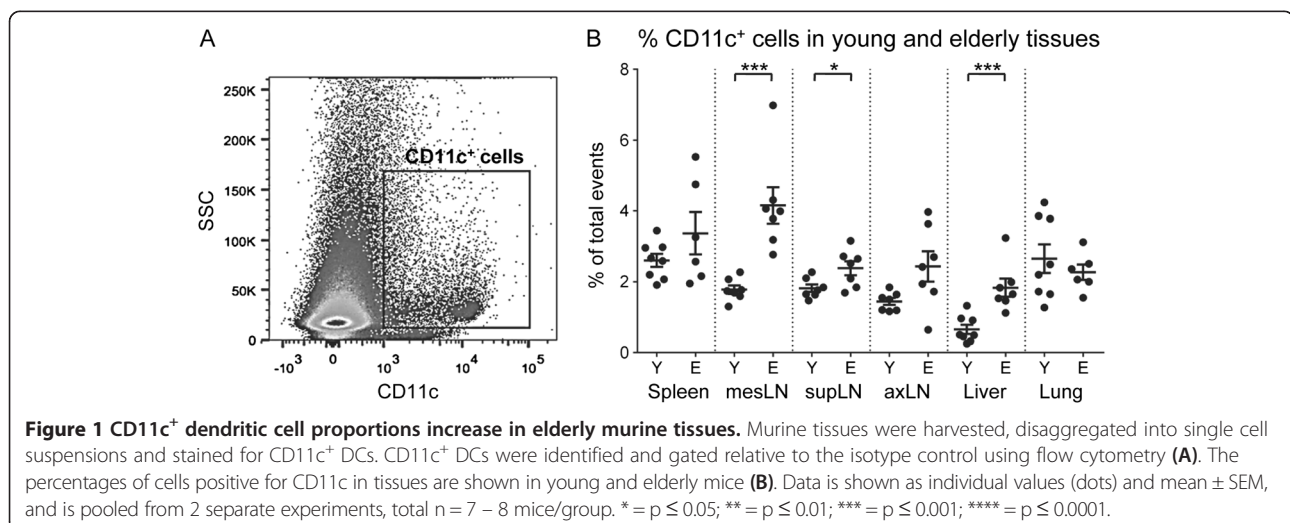 A
250K
200K
150K
100K
50K
0
SSC
CD11c⁺ cells
-10³ 0 10³ 10⁴ 10⁵
CD11c
B % CD11c⁺ cells in young and elderly tissues
*** * ***
8
6
4
2
0
% of total events
Y E Y E Y E Y E Y E Y E
Spleen mesLN supLN axLN Liver Lung
Figure 1 CD11c⁺ dendritic cell proportions increase in elderly murine tissues. Murine tissues were harvested, disaggregated into single cell
suspensions and stained for CD11c⁺ DCs. CD11c⁺ DCs were identified and gated relative to the isotype control using flow cytometry (A). The
percentages of cells positive for CD11c in tissues are shown in young and elderly mice (B). Data is shown as individual values (dots) and mean ± SEM,
and is pooled from 2 separate experiments, total n = 7 – 8 mice/group. * = p ≤ 0.05; ** = p ≤ 0.01; *** = p ≤ 0.001; **** = p ≤ 0.0001.